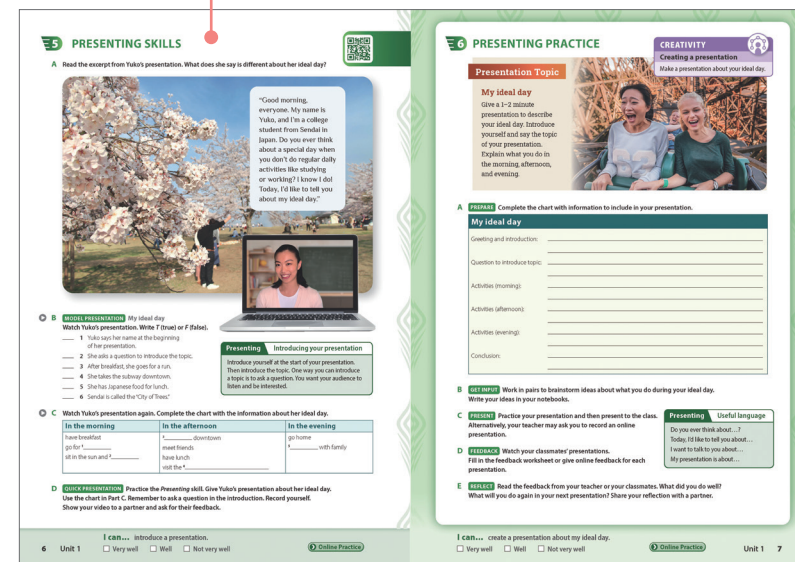 5 PRESENTING SKILLS
A Read the excerpt from Yuko's presentation. What does she say is different about her ideal day?
"Good morning,
everyone. My name is
Yuko, and I'm a college
student from Sendai in
Japan. Do you ever think
about a special day when
you don't do regular daily
activities like studying
or working? I know I do!
Today, I'd like to tell you
about my ideal day."
B MODEL PRESENTATION My ideal day
Watch Yuko's presentation. Write T (true) or F (false).
1 Yuko says her name at the beginning
of her presentation.
2 She asks a question to introduce the topic.
3 After breakfast, she goes for a run.
4 She takes the subway downtown.
5 She has Japanese food for lunch.
6 Sendai is called the "City of Trees."
Presenting Introducing your presentation
Introduce yourself at the start of your presentation.
Then introduce the topic. One way you can introduce
a topic is to ask a question. You want your audience to
listen and be interested.
C Watch Yuko's presentation again. Complete the chart with the information about her ideal day.
In the morning In the afternoon In the evening
have breakfast 3 downtown go home
go for 1 meet friends 5 with family
sit in the sun and 2 have lunch
visit the 4
D QUICK PRESENTATION Practice the Presenting skill. Give Yuko's presentation about her ideal day.
Use the chart in Part C. Remember to ask a question in the introduction. Record yourself.
Show your video to a partner and ask for their feedback.
I can... introduce a presentation.
6 Unit 1 Very well Well Not very well Online Practice
6 PRESENTING PRACTICE
CREATIVITY
Creating a presentation
Make a presentation about your ideal day.
Presentation Topic
My ideal day
Give a 1–2 minute
presentation to describe
your ideal day. Introduce
yourself and say the topic
of your presentation.
Explain what you do in
the morning, afternoon,
and evening.
A PREPARE Complete the chart with information to include in your presentation.
My ideal day
Greeting and introduction:
Question to introduce topic:
Activities (morning):
Activities (afternoon):
Activities (evening):
Conclusion:
B GET INPUT Work in pairs to brainstorm ideas about what you do during your ideal day.
Write your ideas in your notebooks.
C PRESENT Practice your presentation and then present to the class.
Alternatively, your teacher may ask you to record an online
presentation.
D FEEDBACK Watch your classmates' presentations.
Fill in the feedback worksheet or give online feedback for each
presentation.
Presenting Useful language
Do you ever think about…?
Today, I'd like to tell you about…
I want to talk to you about…
My presentation is about…
E REFLECT Read the feedback from your teacher or your classmates. What did you do well?
What will you do again in your next presentation? Share your reflection with a partner.
I can... create a presentation about my ideal day.
Very well Well Not very well Online Practice Unit 1 7